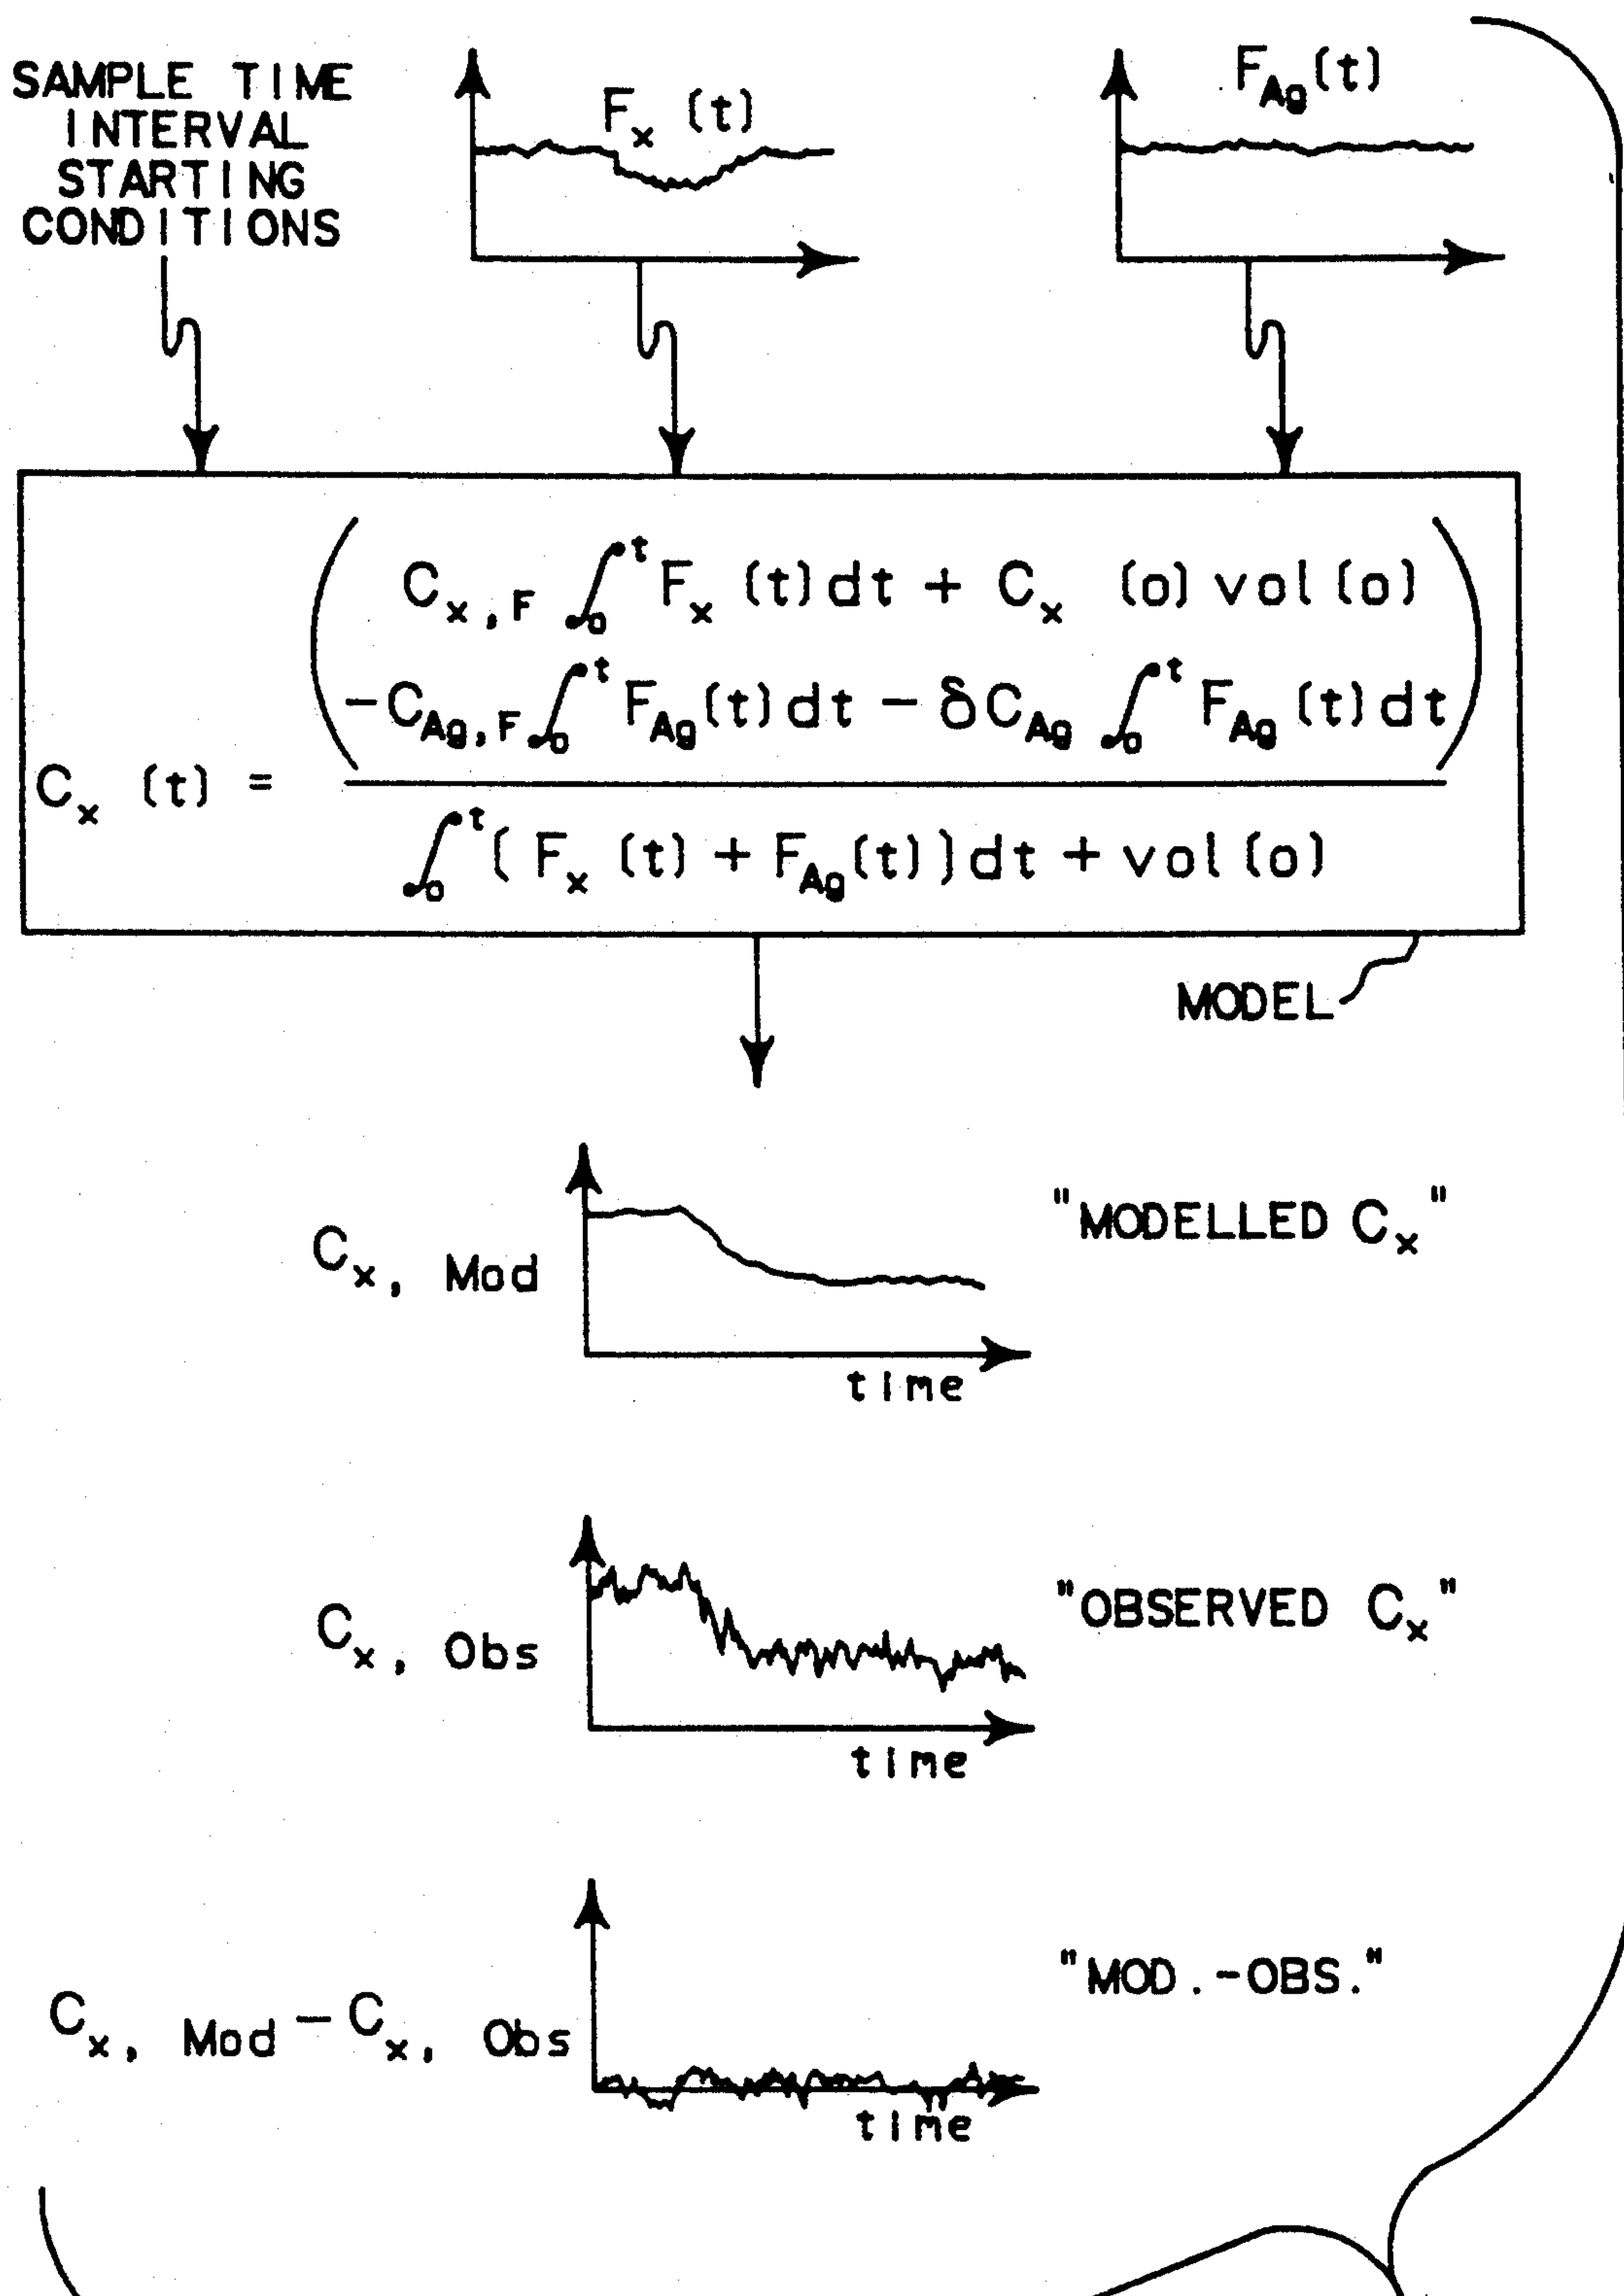 SAMPLE TIME
INTERVAL
STARTING
CONDITIONS
F_x (t)
F_Ag(t)
C_x (t) =
C_x,F ∫_0^t F_x (t)dt + C_x (o) vol(o)
-C_Ag,F ∫_0^t F_Ag(t)dt - δC_Ag ∫_0^t F_Ag (t)dt
∫_0^t (F_x (t) + F_Ag(t))dt + vol(o)
MODEL
C_x, Mod
"MODELLED C_x"
time
C_x, Obs
"OBSERVED C_x"
time
C_x, Mod - C_x, Obs
"MOD.-OBS."
time